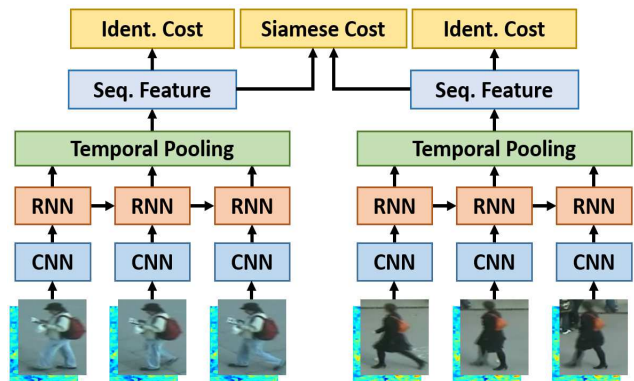 Ident. Cost Siamese Cost Ident. Cost
Seq. Feature Seq. Feature
Temporal Pooling Temporal Pooling
RNN RNN RNN RNN RNN RNN
CNN CNN CNN CNN CNN CNN